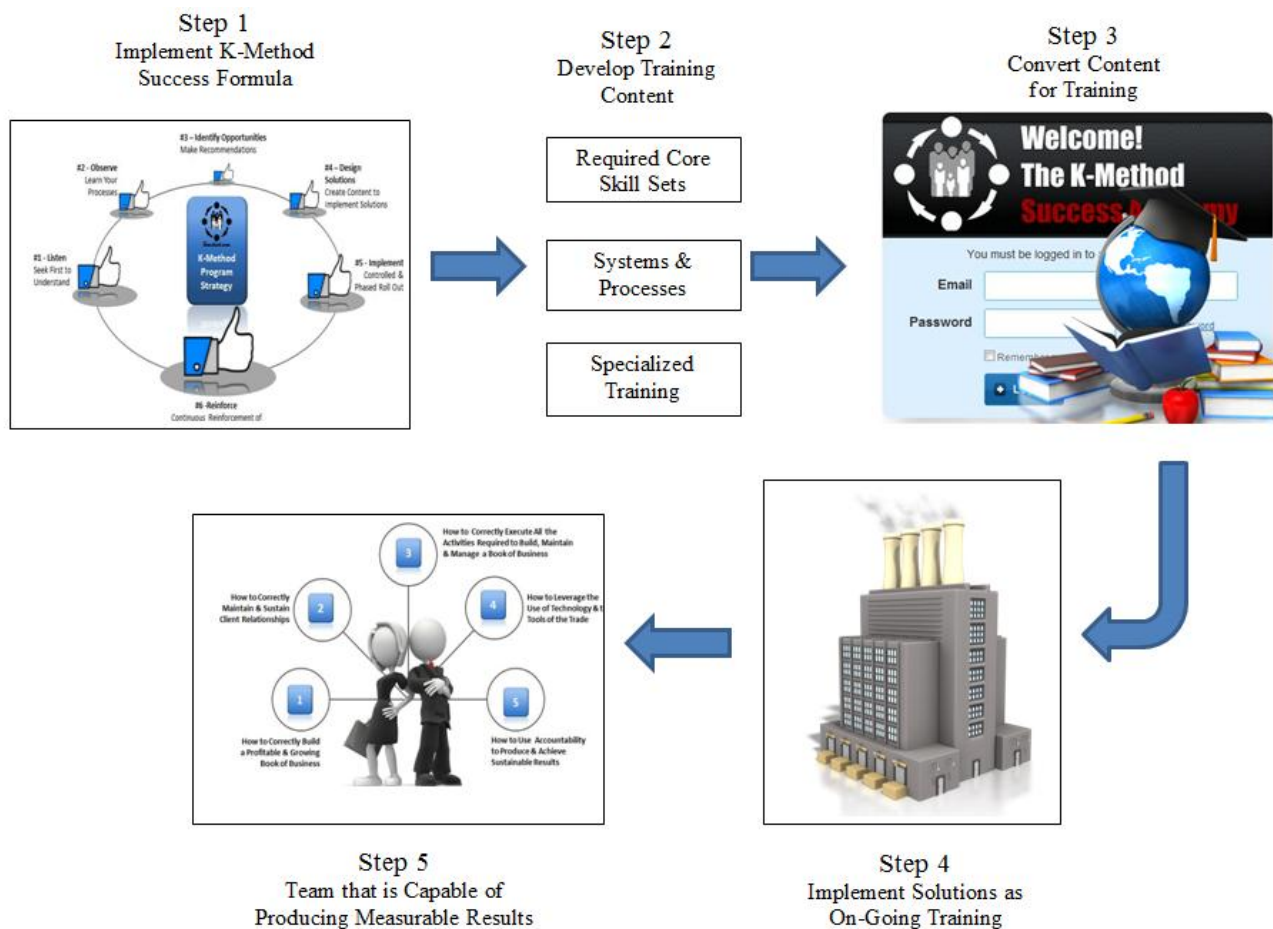 Step 1
Implement K-Method
Success Formula
#3 – Identify Opportunities
Make Recommendations
#2 - Observe
Learn Your
Processes
#4 – Design
Solutions
Create Content to
Implement Solutions
#1 - Listen
Seek First to
Understand
K-Method
Program
Strategy
#5 - Implement
Controlled &
Phased Roll Out
#6 -Reinforce
Continuous Reinforcement of
Step 2
Develop Training
Content
Required Core
Skill Sets
Systems &
Processes
Specialized
Training
Step 3
Convert Content
for Training
Welcome!
The K-Method
Success
You must be logged in to
Email
Password
Step 4
Implement Solutions as
On-Going Training
3
How to Correctly Execute All the
Activities Required to Build, Maintain
& Manage a Book of Business
How to Correctly
Maintain & Sustain
Client Relationships
2
4
How to Leverage the
Use of Technology & t
Tools of the Trade
1
How to Correctly Build
a Profitable & Growing
Book of Business
5
How to Use Accountability
to Produce & Achieve
Sustainable Results
Step 5
Team that is Capable of
Producing Measurable Results